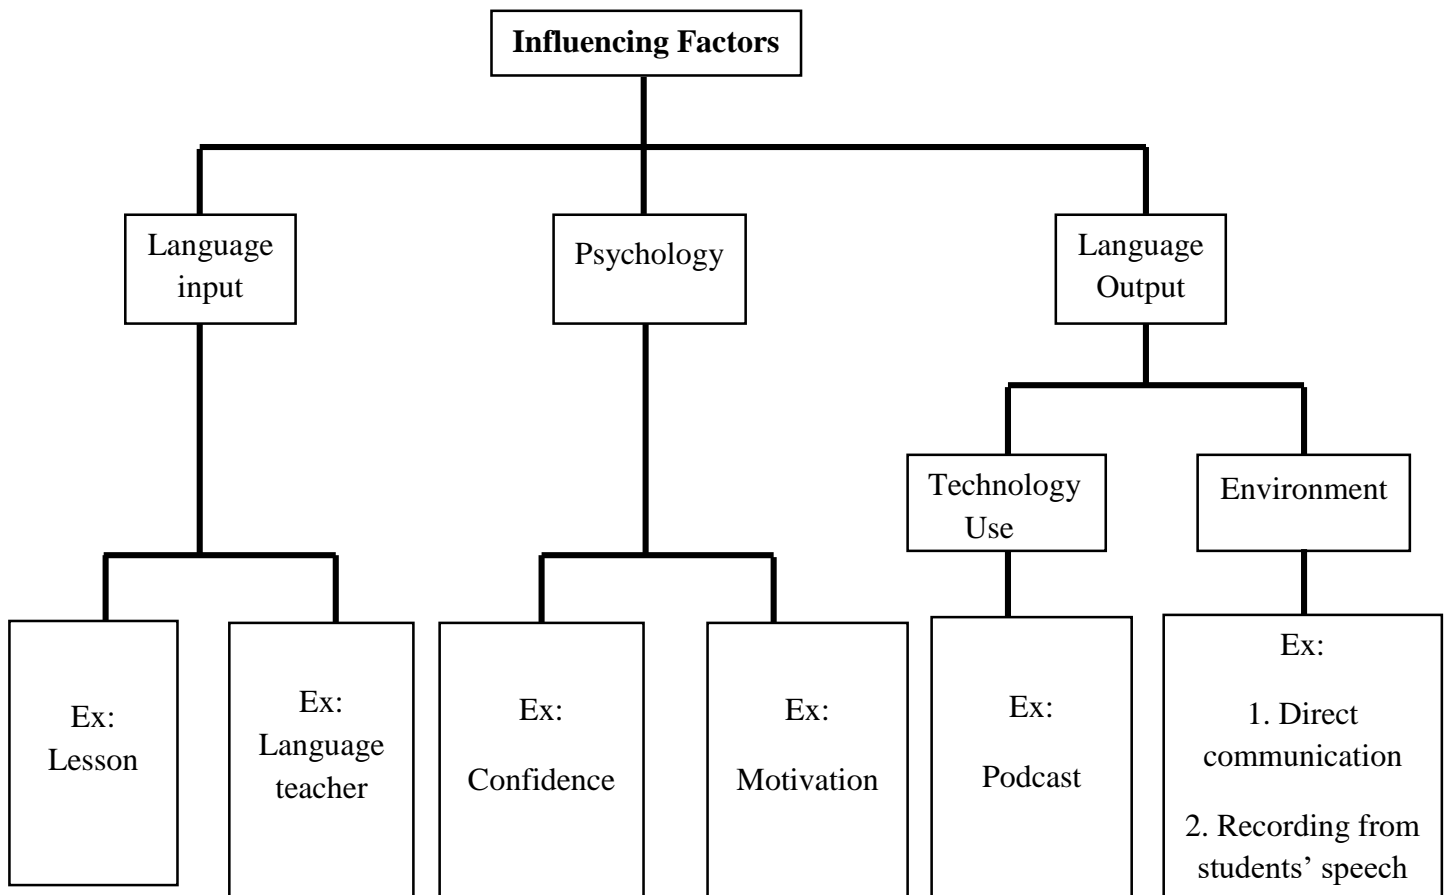 Influencing Factors
Language
input
Psychology
Language
Output
Technology
Use
Environment
Ex:
Lesson
Ex:
Language
teacher
Ex:
Confidence
Ex:
Motivation
Ex:
Podcast
Ex:
1. Direct
communication
2. Recording from
students’ speech